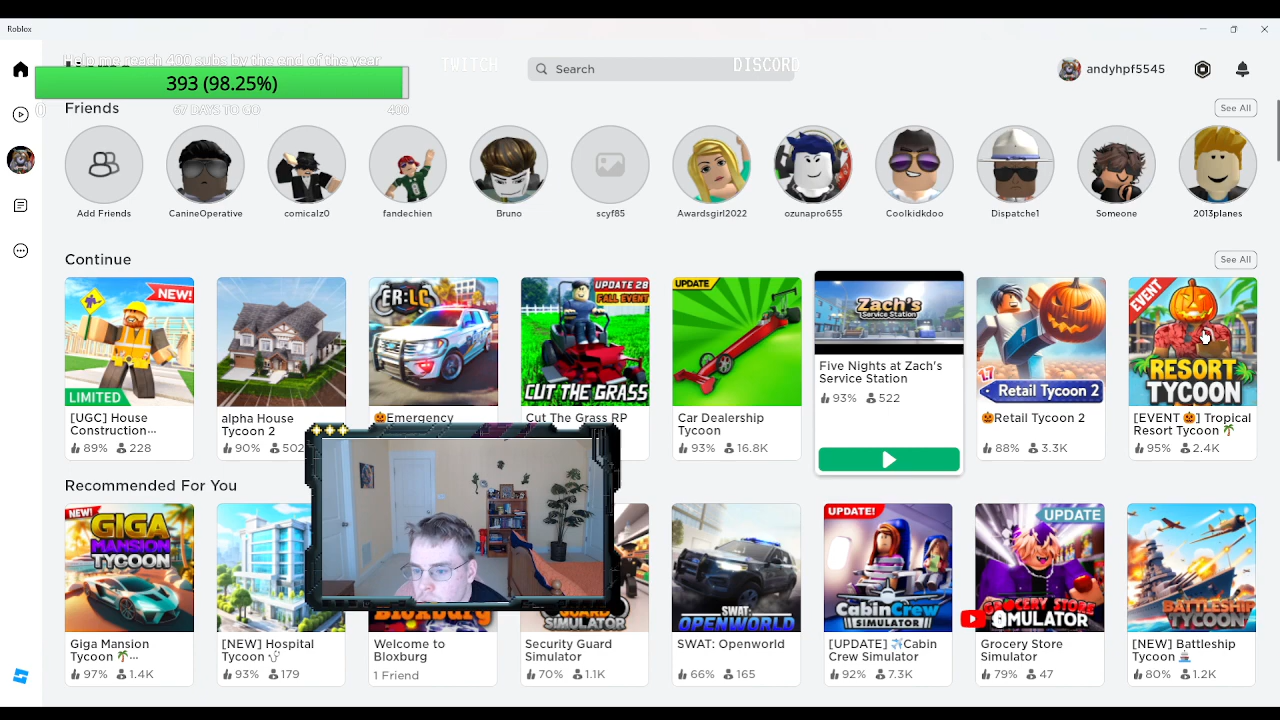 Roblox
Help me reach 400 subs by the end of the year
393 (98.25%)
67 DAYS TO GO
400
TWITCH
Search
DISCORD
andyhpf5545
Friends
See All
Add Friends
CanineOperative
comicalz0
fandechien
Bruno
scyf85
Awardsgirl2022
ozunapro655
Coolkidkdoo
Dispatche1
Someone
2013planes
Continue
See All
NEW!
LIMITED
ER:LC
UPDATE 28
FALL EVENT
CUT THE GRASS
UPDATE
Zach's
Service Station
1.7
Retail Tycoon 2
EVENT
RESORT
TYCOON
[UGC] House
Construction...
89% 228
alpha House
Tycoon 2
90% 502
🎃Emergency
Cut The Grass RP
Car Dealership
Tycoon
93% 16.8K
Five Nights at Zach's
Service Station
93% 522
🎃Retail Tycoon 2
88% 3.3K
[EVENT 🎃] Tropical
Resort Tycoon 🌴
95% 2.4K
Recommended For You
NEW!
GIGA
MANSION
TYCOON
SIMULATOR
SWAT:
OPENWORLD
UPDATE!
CabinCrew
SIMULATOR
UPDATE
GROCERY STORE
SIMULATOR
BATTLESHIP
TYCOON
Giga Mansion
Tycoon 🌴...
97% 1.4K
[NEW] Hospital
Tycoon 🩺
93% 179
Welcome to
Bloxburg
1 Friend
Security Guard
Simulator
70% 1.1K
SWAT: Openworld
66% 165
[UPDATE] ✈️Cabin
Crew Simulator
92% 7.3K
Grocery Store
Simulator
79% 47
[NEW] Battleship
Tycoon 🚢
80% 1.2K